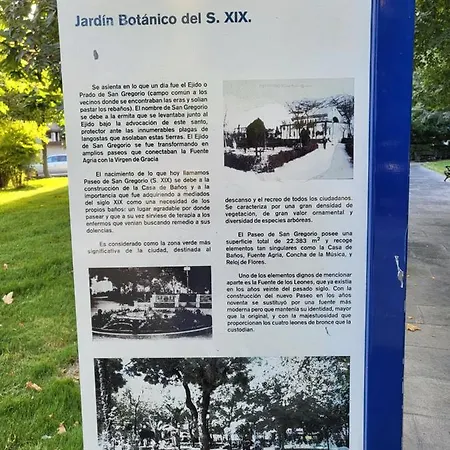 Jardín Botánico del S. XIX.
Se asienta en lo que un día fue el Ejido o
Prado de San Gregorio (campo común a los
vecinos donde se encontraban las eras y solían
pastar los rebaños). El nombre de San Gregorio
se debe a la ermita que se levantaba junto al
Ejido bajo la advocación de este santo,
protector ante las innumerables plagas de
langostas que asolaban estas tierras. El Ejido
de San Gregorio se fue transformando en
amplios paseos que conectaban la Fuente
Agria con la Virgen de Gracia
El nacimiento de lo que hoy llamamos
Paseo de San Gregorio (S. XIX) se debe a la
construcción de la Casa de Baños y a la
importancia que fue tomando a mediados
del siglo XIX como una necesidad de los
propios baños: un lugar agradable por donde
pasear y que a su vez sirviese de terapia a los
enfermos que venían buscando remedio a sus
dolencias.
Es considerado como la zona verde más
significativa de la ciudad, destinada al
descanso y el recreo de todos los ciudadanos.
Se caracteriza por una gran densidad de
vegetación, de gran valor ornamental y
diversidad de especies arbóreas.
El Paseo de San Gregorio posee una
superficie total de 22.383 m² y recoge
elementos tan singulares como la Casa de
Baños, Fuente Agria, Concha de la Música, y
Reloj de Flores.
Uno de los elementos dignos de mencionar
aparte es la Fuente de los Leones, que ya existía
en los años veinte del pasado siglo. Con la
construcción del nuevo Paseo en los años
noventa se sustituyó por una fuente más
moderna pero que mantenía su identidad, mayor
que la original, y con la majestuosidad que
proporcionan los cuatro leones de bronce que la
custodian.